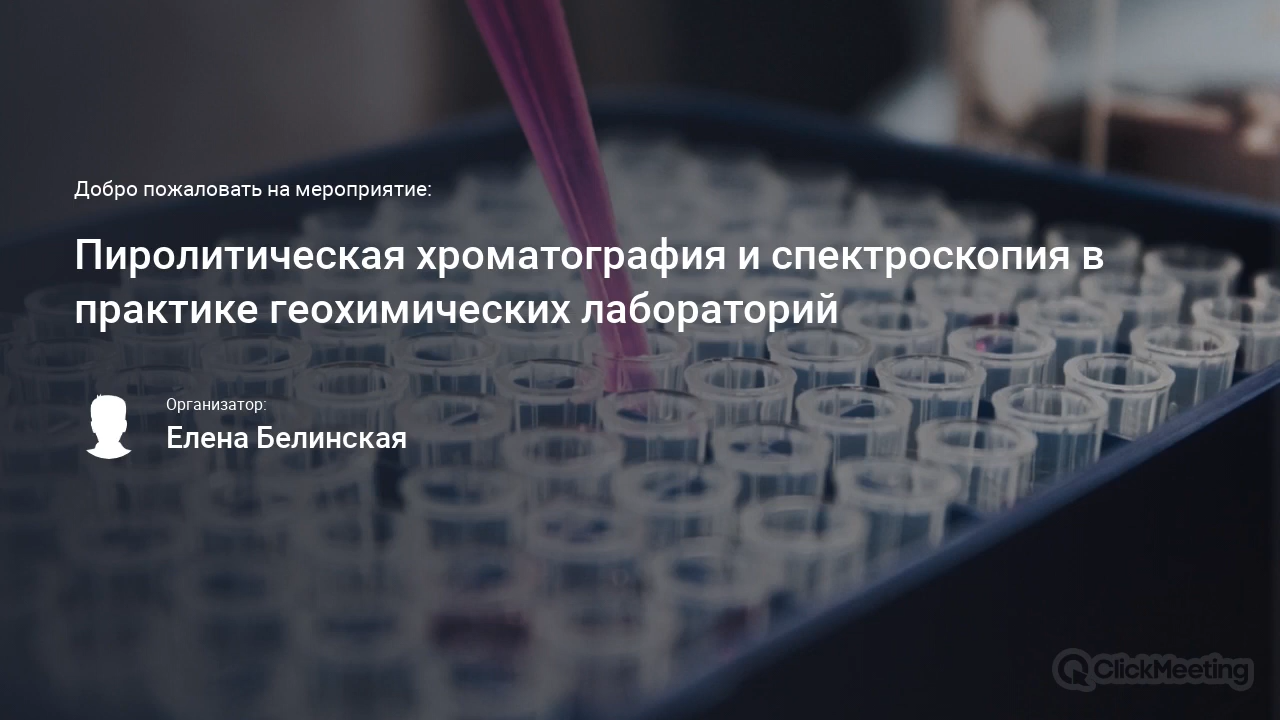 Добро пожаловать на мероприятие:
Пиролитическая хроматография и спектроскопия в
практике геохимических лабораторий
Организатор:
Елена Белинская
ClickMeeting